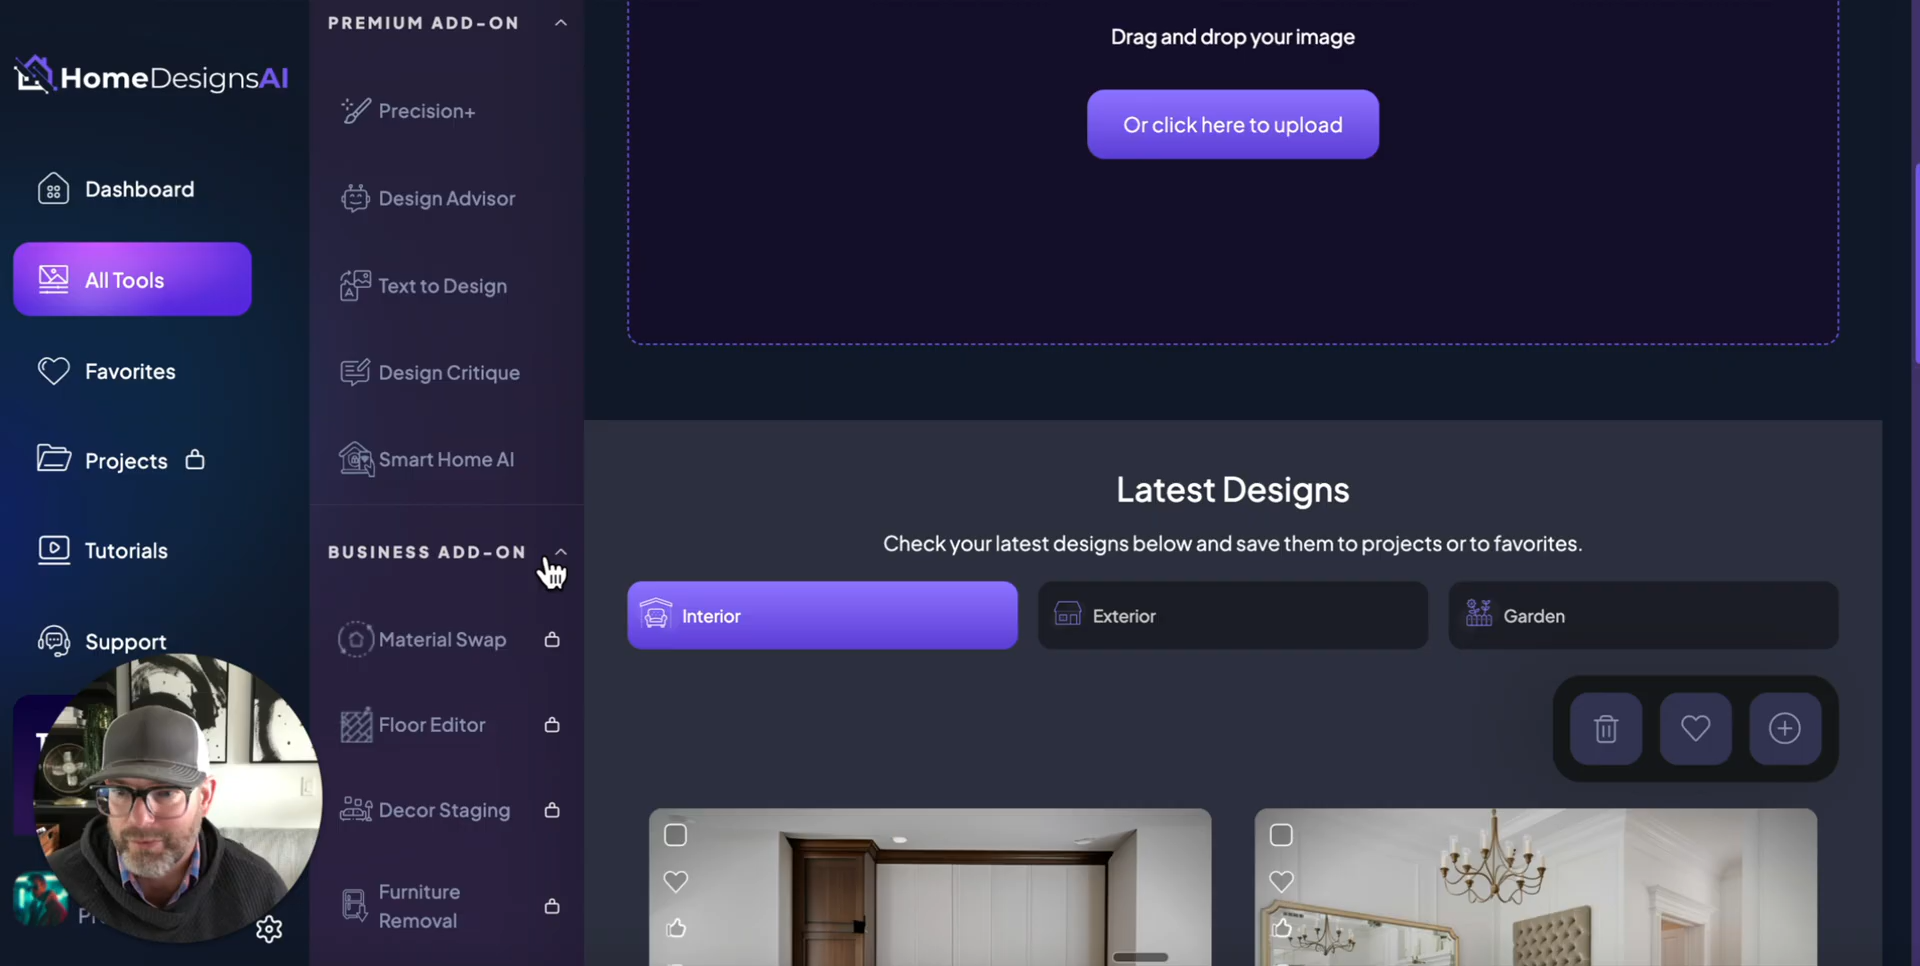 HomeDesignsAI
Dashboard
All Tools
Favorites
Projects
Tutorials
Support
PREMIUM ADD-ON
Precision+
Design Advisor
Text to Design
Design Critique
Smart Home AI
BUSINESS ADD-ON
Material Swap
Floor Editor
Decor Staging
Furniture
Removal
Drag and drop your image
Or click here to upload
Latest Designs
Check your latest designs below and save them to projects or to favorites.
Interior
Exterior
Garden